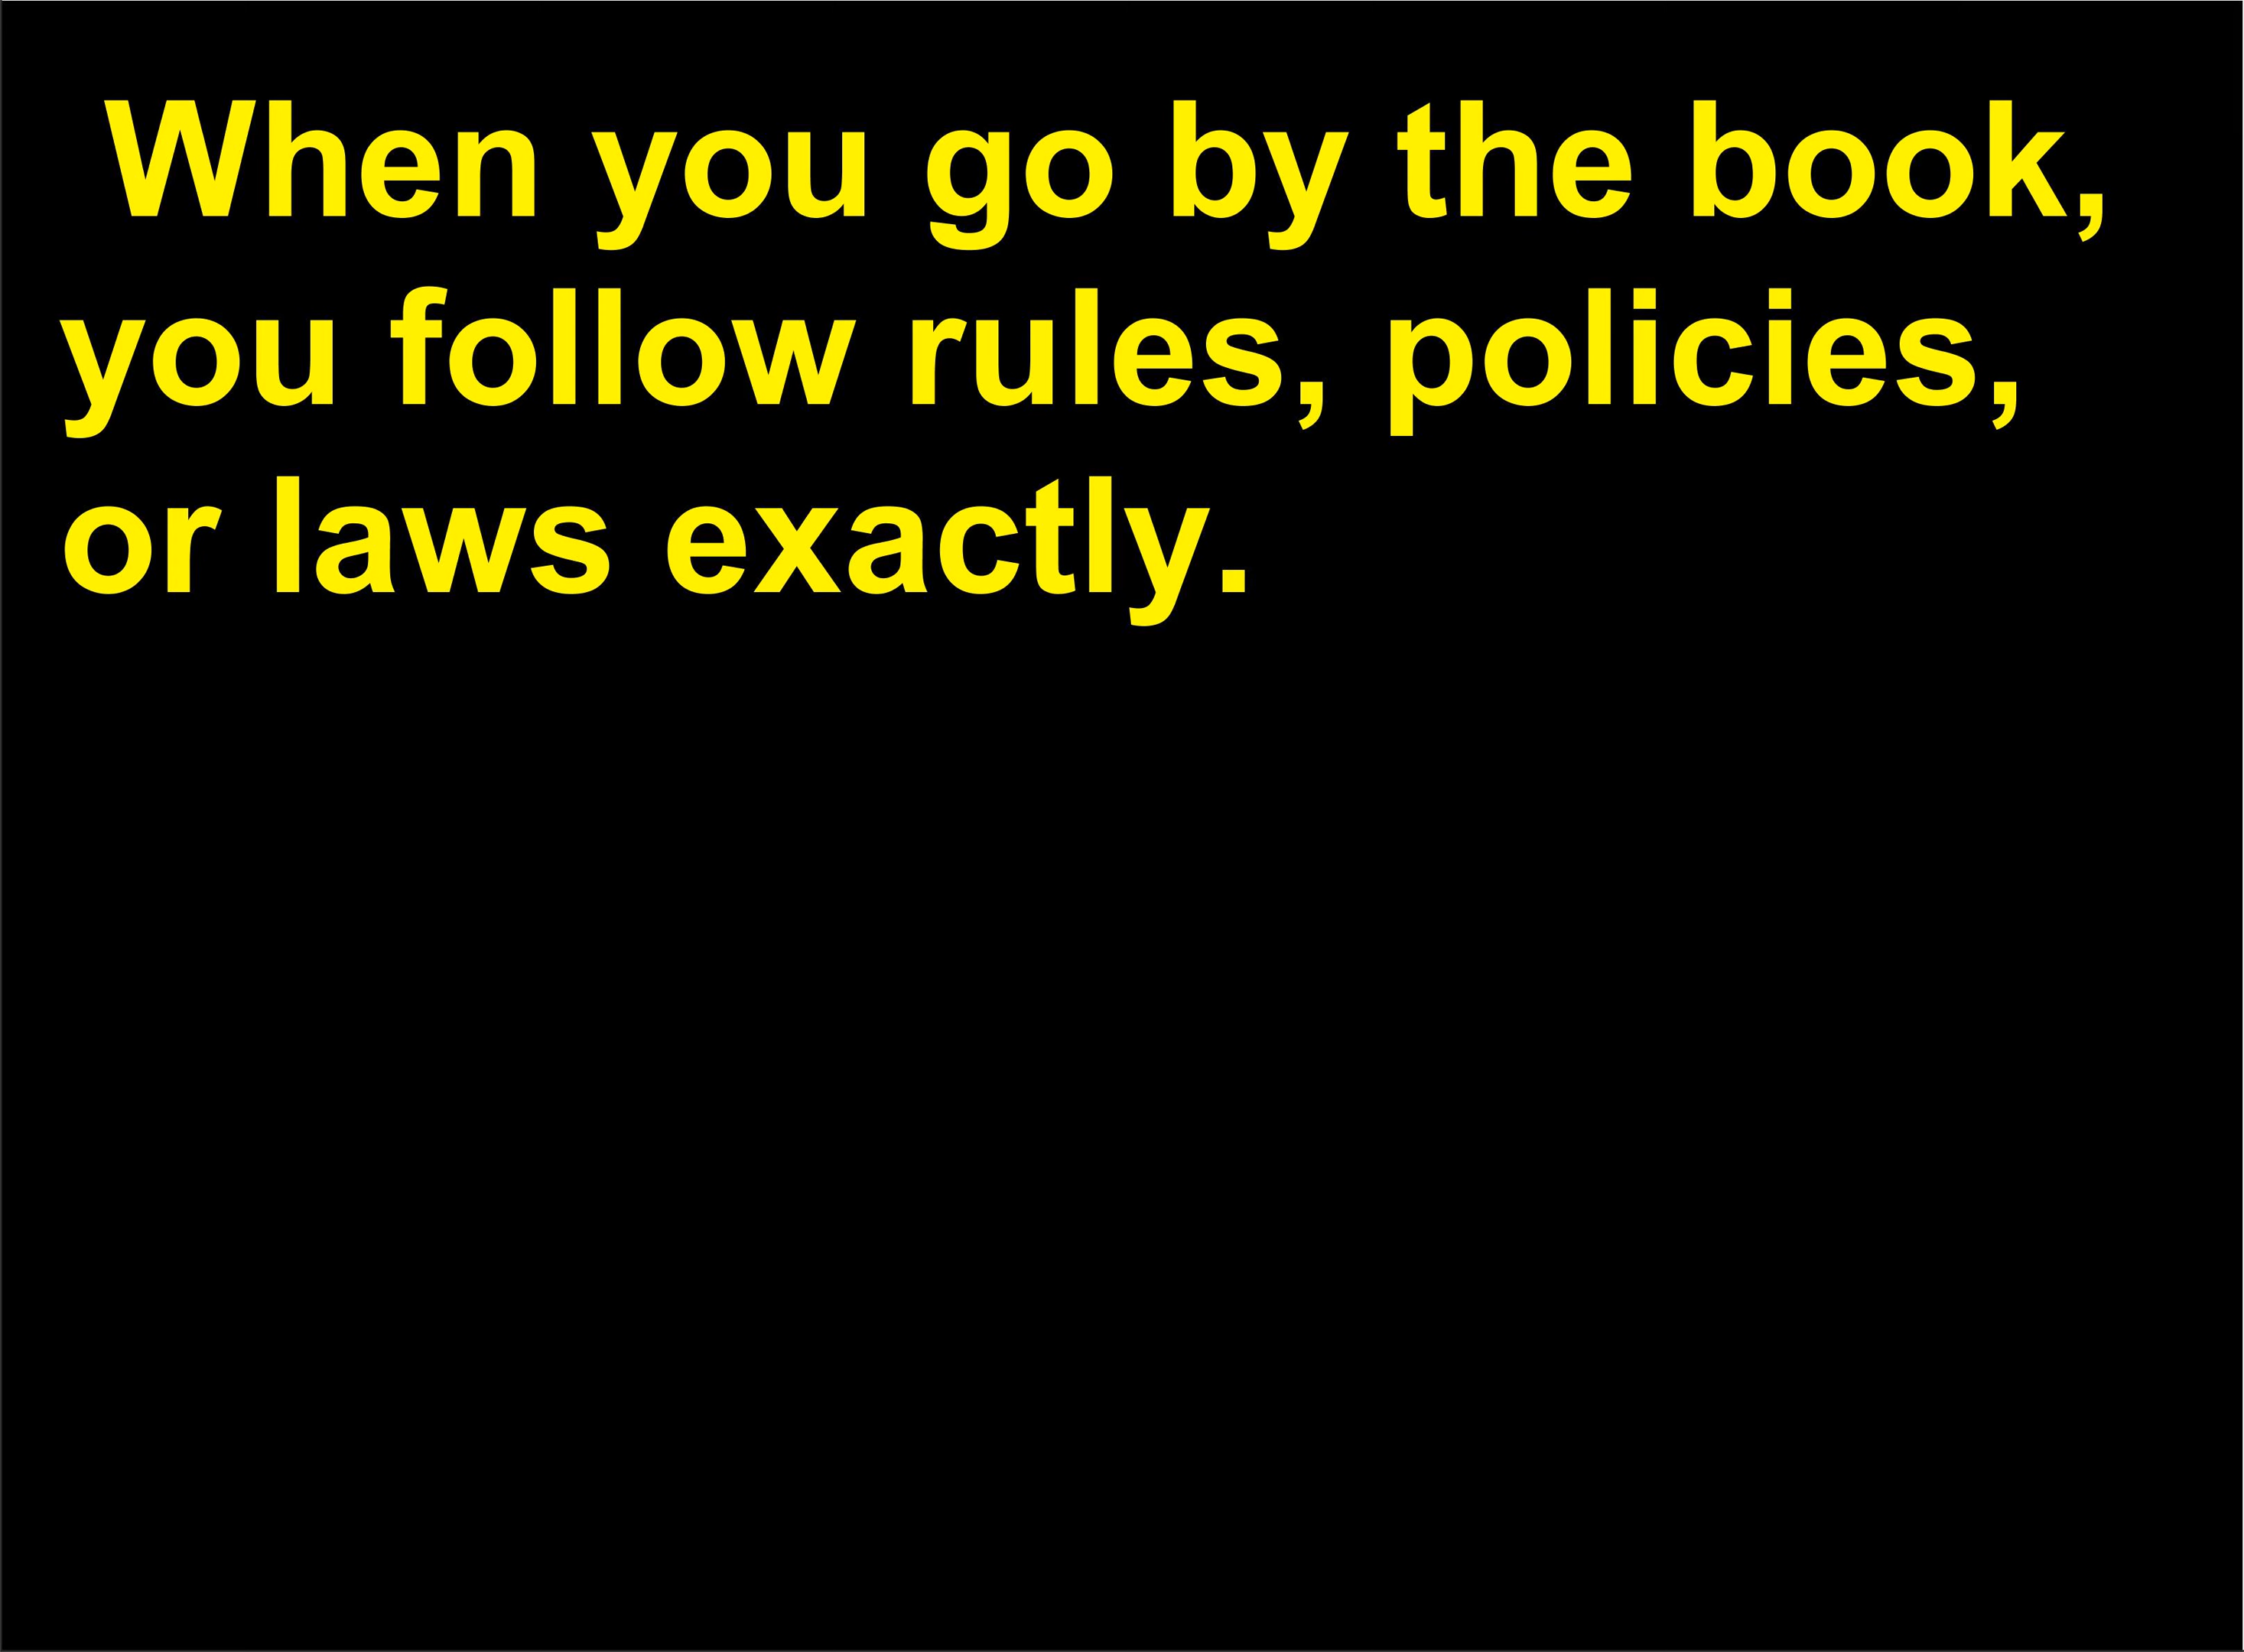 When you go by the book,
you follow rules, policies,
or laws exactly.